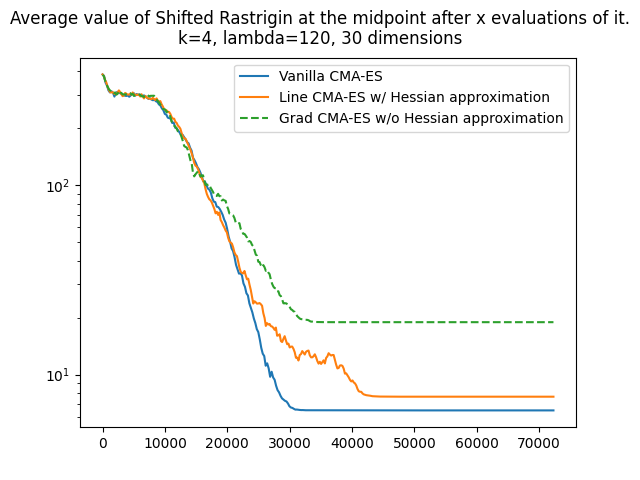 Average value of Shifted Rastrigin at the midpoint after x evaluations of it.
k=4, lambda=120, 30 dimensions
Vanilla CMA-ES
Line CMA-ES w/ Hessian approximation
Grad CMA-ES w/o Hessian approximation
10²
10¹
0 10000 20000 30000 40000 50000 60000 70000